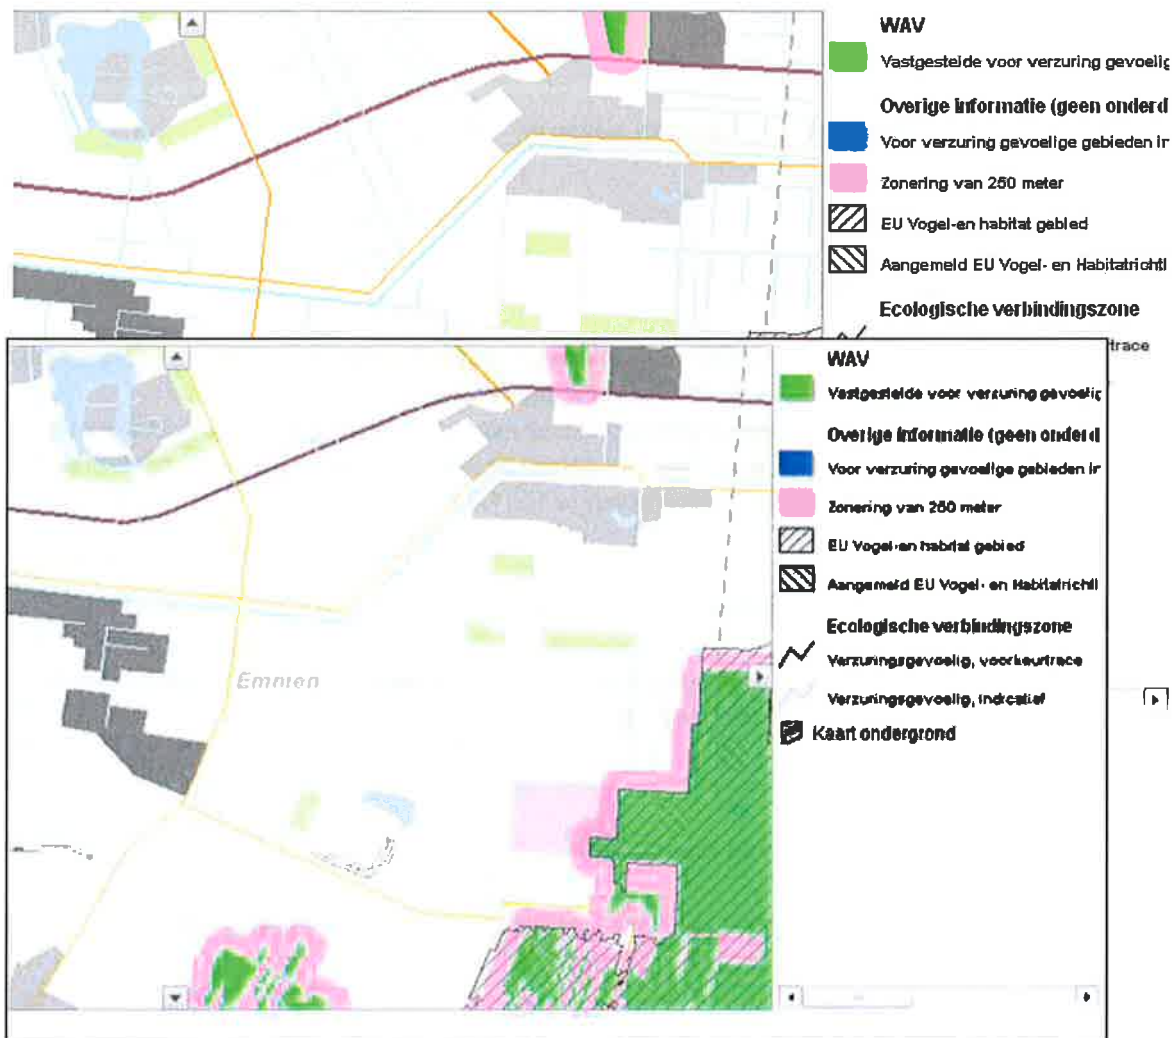 WAV
Vastgestelde voor verzuring gevoelig
Overige informatie (geen onderd
Voor verzuring gevoelige gebieden in
Zonering van 250 meter
EU Vogel-en habitat gebied
Aangemeld EU Vogel- en Habitatrichtl
Ecologische verbindingszone
trace
WAV
Vastgestelde voor verzuring gevoelig
Overige informatie (geen onderd
Voor verzuring gevoelige gebieden in
Zonering van 250 meter
EU Vogel-en habitat gebied
Aangemeld EU Vogel- en Habitatrichtl
Ecologische verbindingszone
Verzuringsgevoelig, voorkeurtrace
Verzuringsgevoelig, indicatief
Kaart ondergrond
Emmen